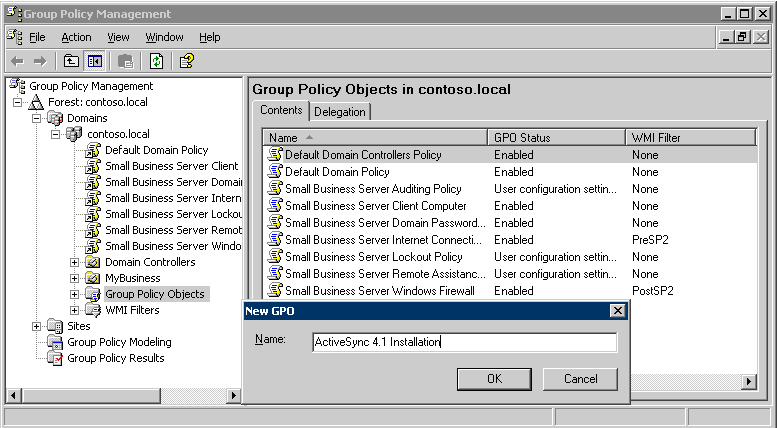 Group Policy Management
File Action View Window Help
Group Policy Management
Forest: contoso.local
Domains
contoso.local
Default Domain Policy
Small Business Server Client
Small Business Server Domai
Small Business Server Intern
Small Business Server Lockou
Small Business Server Remot
Small Business Server Windo
Domain Controllers
MyBusiness
Group Policy Objects
WMI Filters
Sites
Group Policy Modeling
Group Policy Results
Group Policy Objects in contoso.local
Contents Delegation
Name GPO Status WMI Filter
Default Domain Controllers Policy Enabled None
Default Domain Policy Enabled None
Small Business Server Auditing Policy User configuration settin... None
Small Business Server Client Computer Enabled None
Small Business Server Domain Password... Enabled None
Small Business Server Internet Connecti... Enabled PreSP2
Small Business Server Lockout Policy User configuration settin... None
Small Business Server Remote Assistanc... User configuration settin... None
Small Business Server Windows Firewall Enabled PostSP2
New GPO
Name: ActiveSync 4.1 Installation
OK Cancel